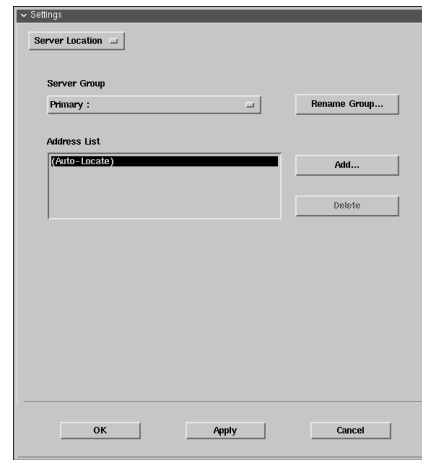 Settings
Server Location
Server Group
Primary :
Rename Group...
Address List
(Auto-Locate)
Add...
Delete
OK
Apply
Cancel